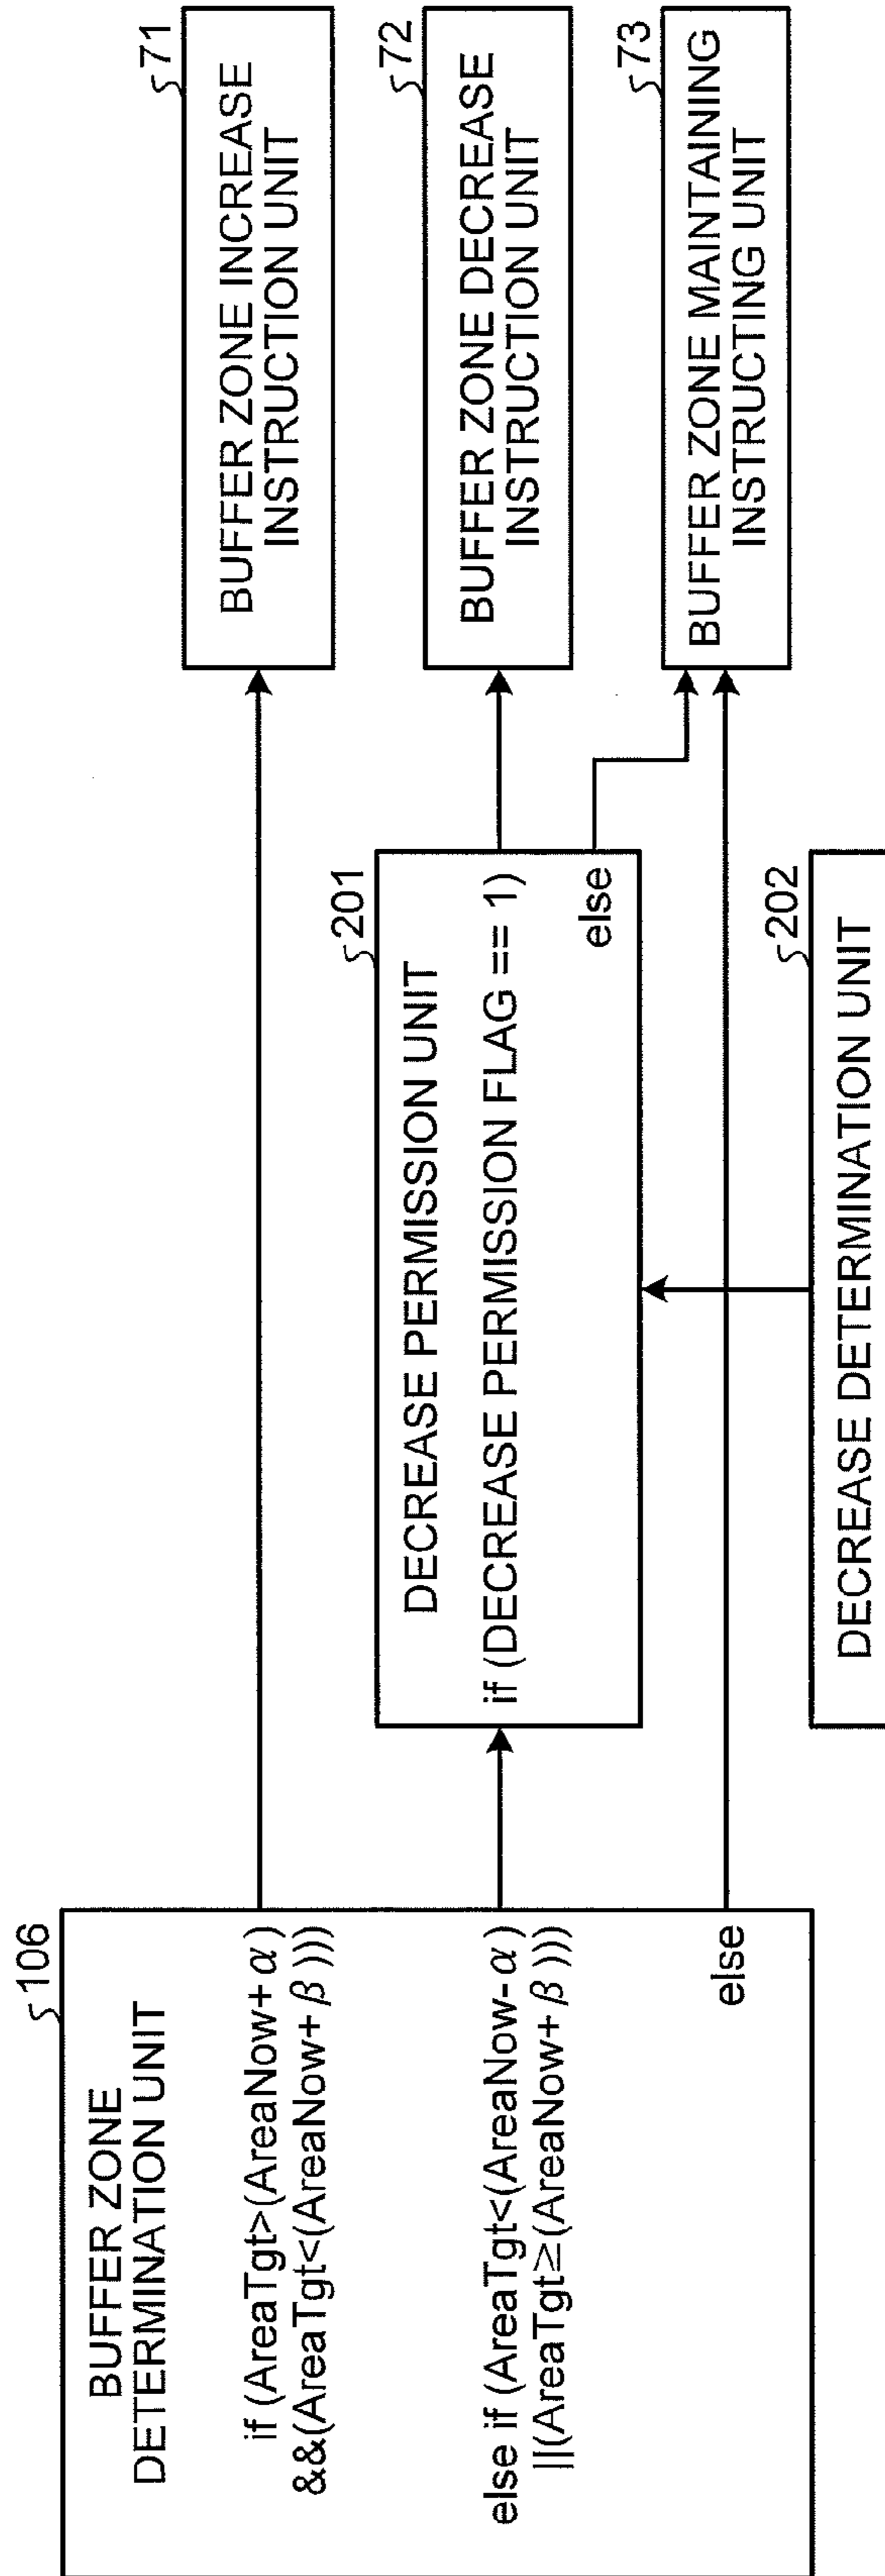 106
BUFFER ZONE
DETERMINATION UNIT
if (AreaTgt>(AreaNow+α)
&&(AreaTgt<(AreaNow+β)))
else if (AreaTgt<(AreaNow-α)
||(AreaTgt≥(AreaNow+β)))
else
201
DECREASE PERMISSION UNIT
if (DECREASE PERMISSION FLAG == 1)
else
202
DECREASE DETERMINATION UNIT
71
BUFFER ZONE INCREASE
INSTRUCTION UNIT
72
BUFFER ZONE DECREASE
INSTRUCTION UNIT
73
BUFFER ZONE MAINTAINING
INSTRUCTING UNIT